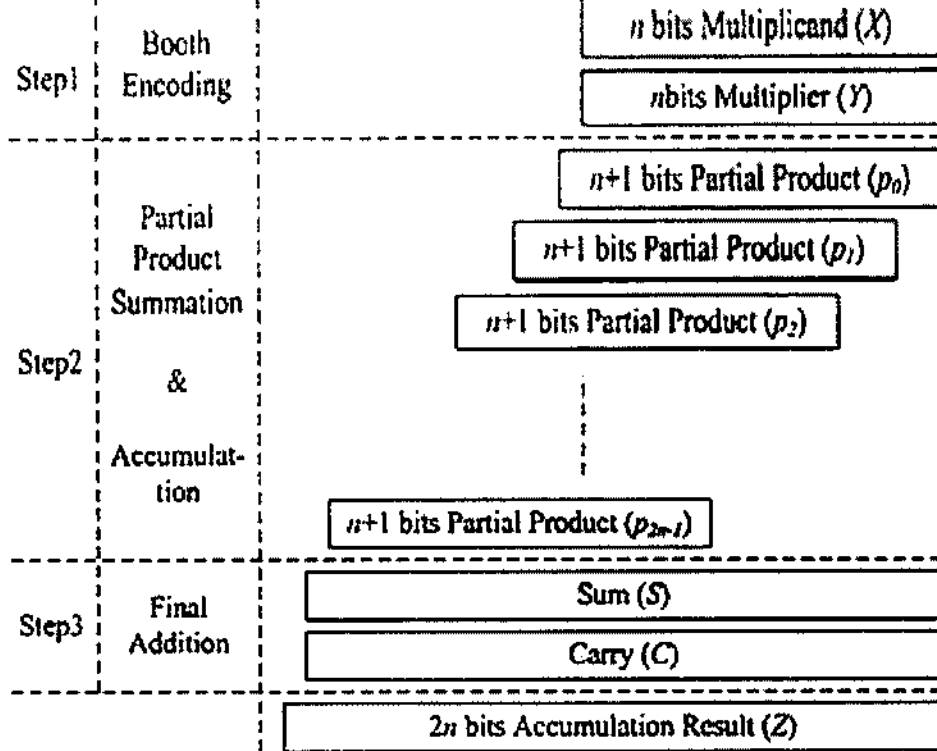 Step1
Booth
Encoding
n bits Multiplicand (X)
nbits Multiplier (Y)
Step2
Partial
Product
Summation
&
Accumulat-
tion
n+1 bits Partial Product (p0)
n+1 bits Partial Product (p1)
n+1 bits Partial Product (p2)
n+1 bits Partial Product (p2n-1)
Step3
Final
Addition
Sum (S)
Carry (C)
2n bits Accumulation Result (Z)